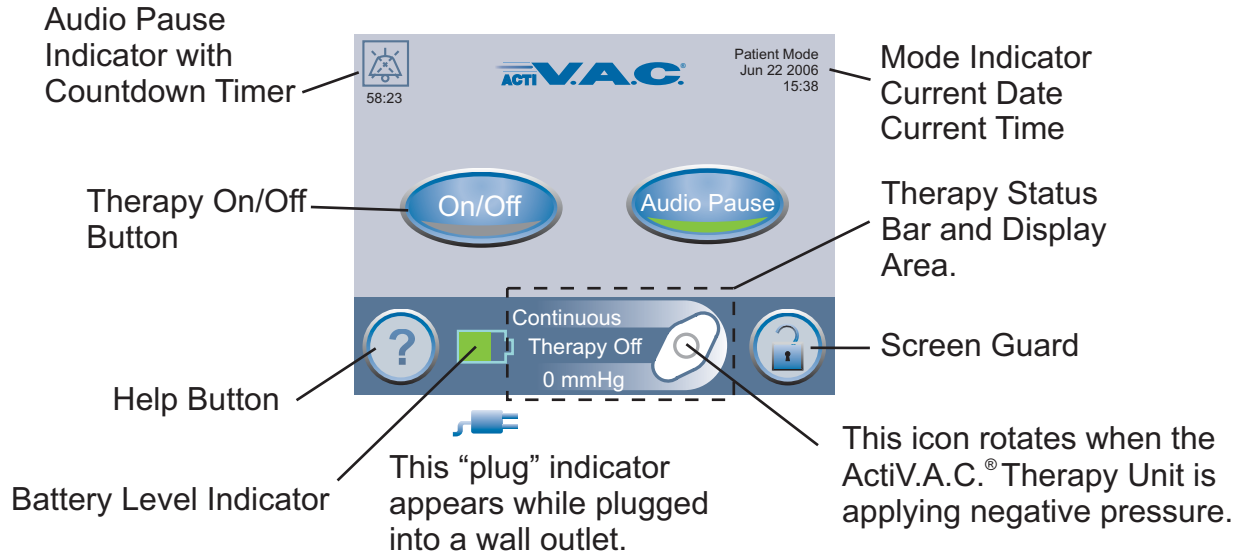 Audio Pause
Indicator with
Countdown Timer
58:23
ACTI V.A.C.®
Patient Mode
Jun 22 2006
15:38
Mode Indicator
Current Date
Current Time
Therapy On/Off
Button
On/Off
Audio Pause
Therapy Status
Bar and Display
Area.
?
Continuous
Therapy Off
0 mmHg
Screen Guard
Help Button
Battery Level Indicator
This “plug” indicator
appears while plugged
into a wall outlet.
This icon rotates when the
ActiV.A.C.® Therapy Unit is
applying negative pressure.